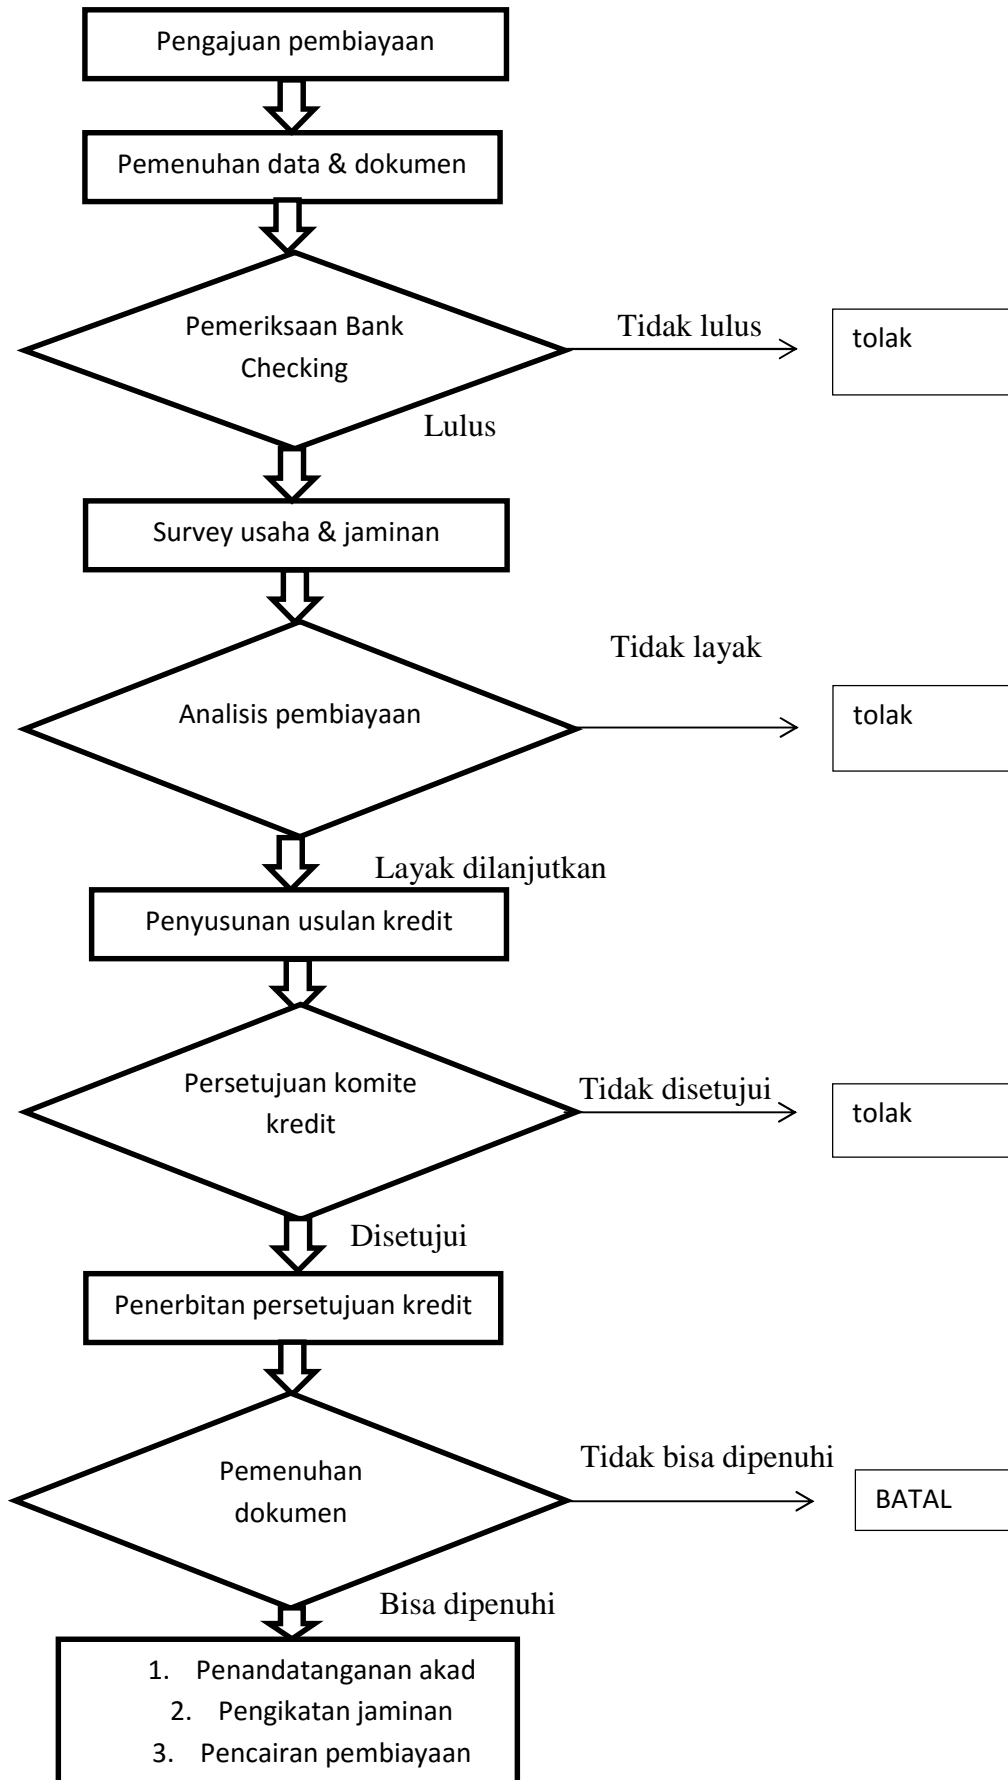 Pengajuan pembiayaan
Pemenuhan data & dokumen
Pemeriksaan Bank
Checking
Tidak lulus
tolak
Lulus
Survey usaha & jaminan
Tidak layak
Analisis pembiayaan
tolak
Layak dilanjutkan
Penyusunan usulan kredit
Persetujuan komite
kredit
Tidak disetujui
tolak
Disetujui
Penerbitan persetujuan kredit
Pemenuhan
dokumen
Tidak bisa dipenuhi
BATAL
Bisa dipenuhi
1. Penandatanganan akad
2. Pengikatan jaminan
3. Pencairan pembiayaan